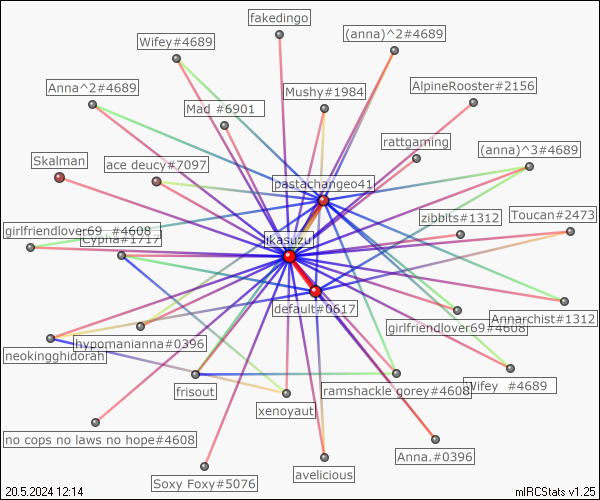 fakedingo
(anna)^2#4689
Wifey#4689
Anna^2#4689
Mushy#1984
AlpineRooster#2156
Mad #6901
rattgaming
(anna)^3#4689
Skalman
ace deucy#7097
pastachangeo41
zibbits#1312
Toucan#2473
girlfriendlover69 #4608
Cypha#1717
ikasuzu
default#0617
Annarchist#1312
girlfriendlover69#4608
hypomanianna#0396
neokingghidorah
frisout
ramshackle gorey#4608
Wifey #4689
xenoyaut
no cops no laws no hope#4608
Anna.#0396
Soxy Foxy#5076
avelicious
20.5.2024 12:14
mIRCStats v1.25